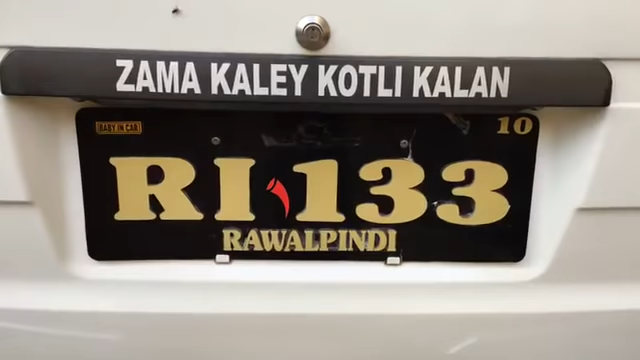 ZAMA KALEY KOTLI KALAN
BABY IN CAR
10
RI 133
RAWALPINDI